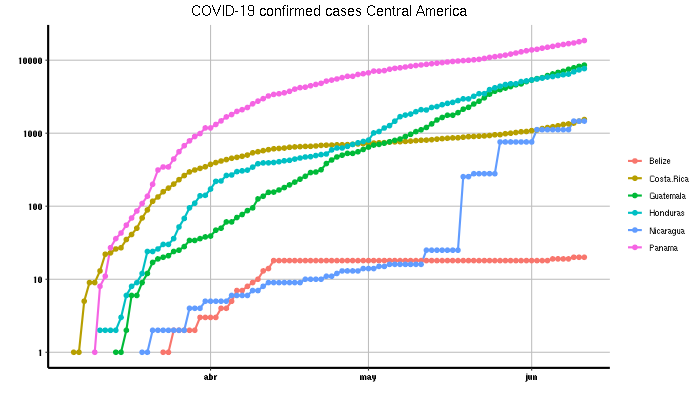 COVID-19 confirmed cases Central America
10000
1000
100
10
1
abr
may
jun
Belize
Costa.Rica
Guatemala
Honduras
Nicaragua
Panama